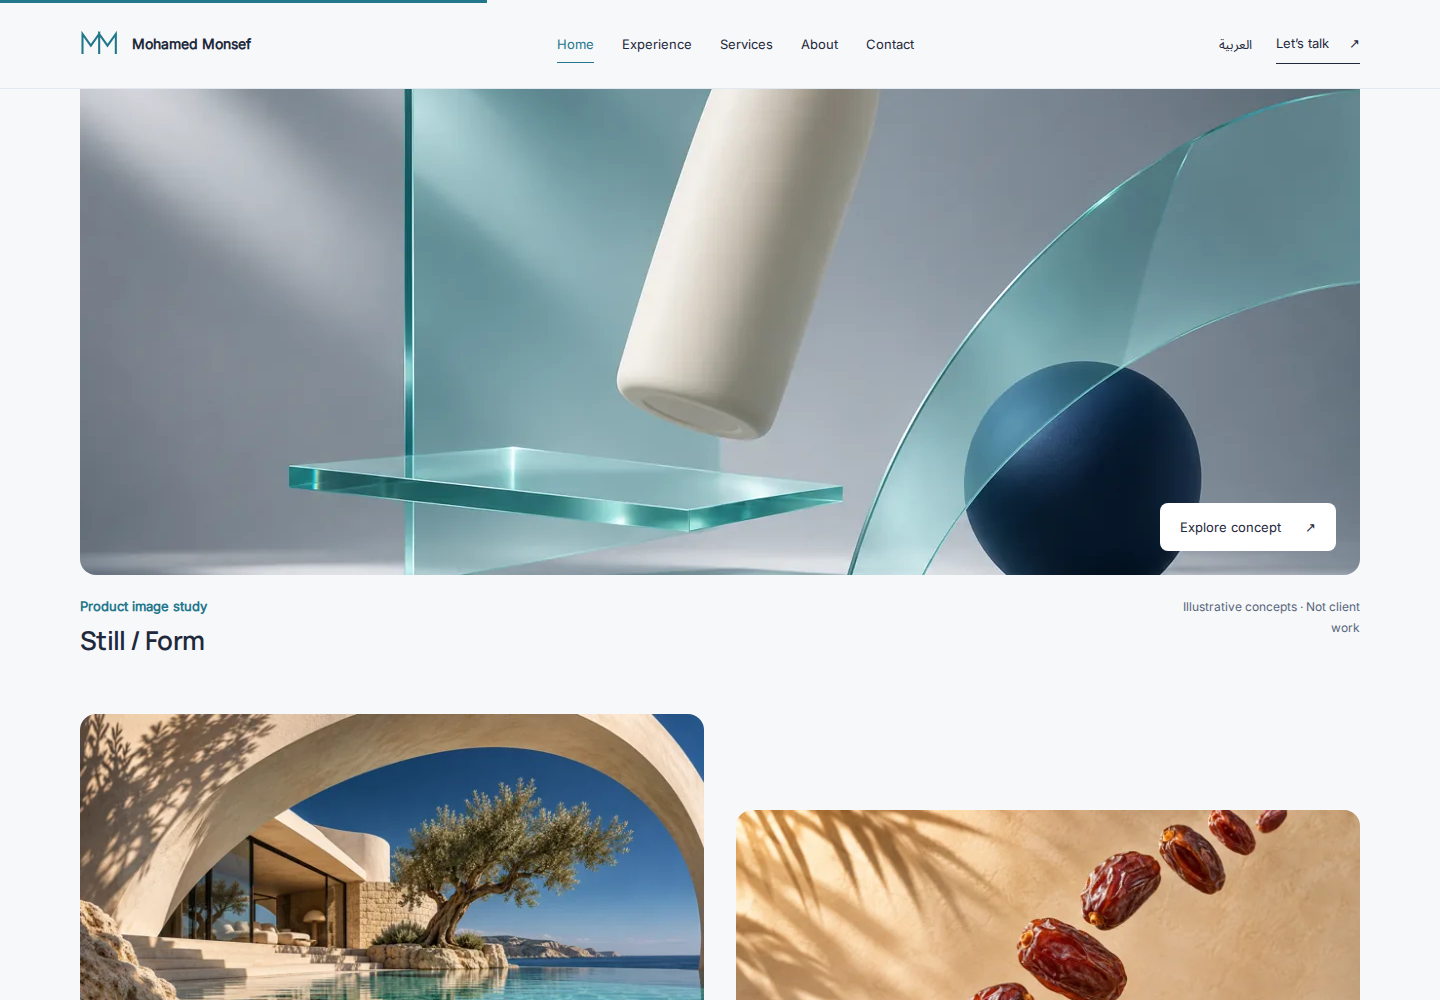 Mohamed Monsef
Home
Experience
Services
About
Contact
العربية
Let's talk ↗
Explore concept ↗
Product image study
Still / Form
Illustrative concepts · Not client
work